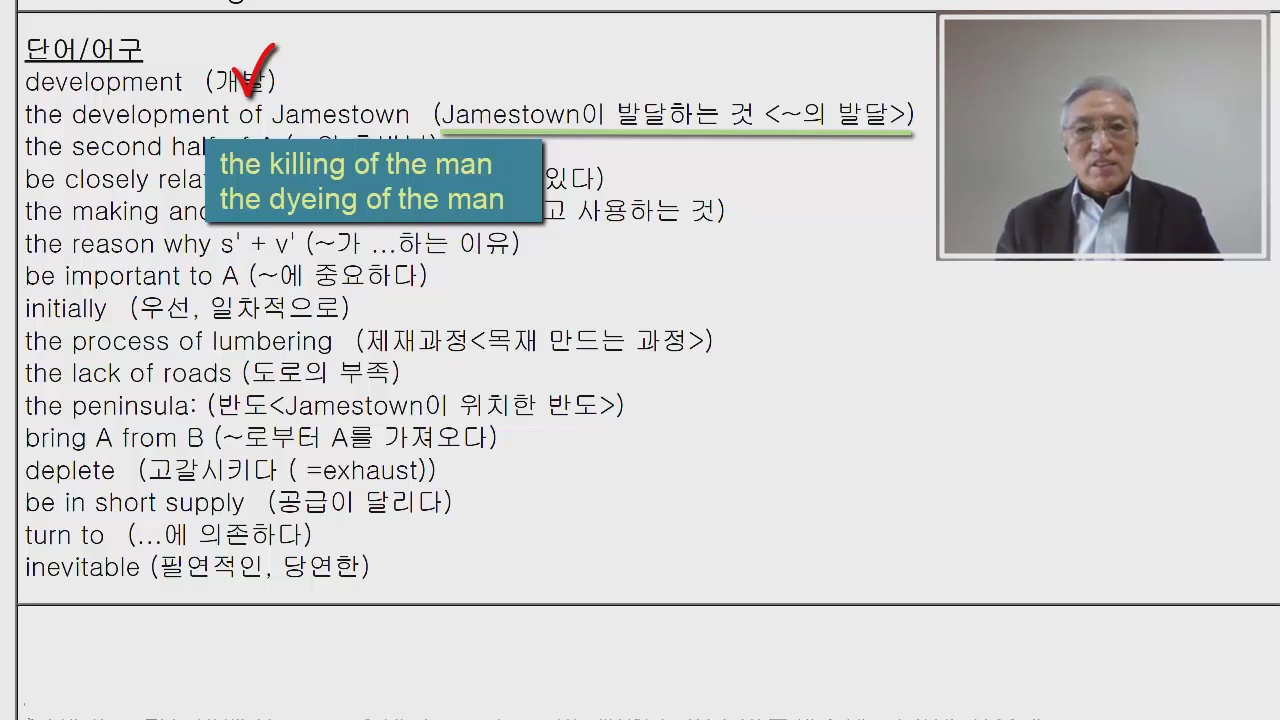 단어/어구
development (개발)
the development of Jamestown (Jamestown이 발달하는 것 <~의 발달>)
the second
the killing of the man
be closely 있다)
the dyeing of the man
the making 사용하는 것)
the reason why s' + v' (~가 ...하는 이유)
be important to A (~에 중요하다)
initially (우선, 일차적으로)
the process of lumbering (제재과정<목재 만드는 과정>)
the lack of roads (도로의 부족)
the peninsula: (반도<Jamestown이 위치한 반도>)
bring A from B (~로부터 A를 가져오다)
deplete (고갈시키다 ( =exhaust))
be in short supply (공급이 달리다)
turn to (...에 의존하다)
inevitable (필연적인, 당연한)